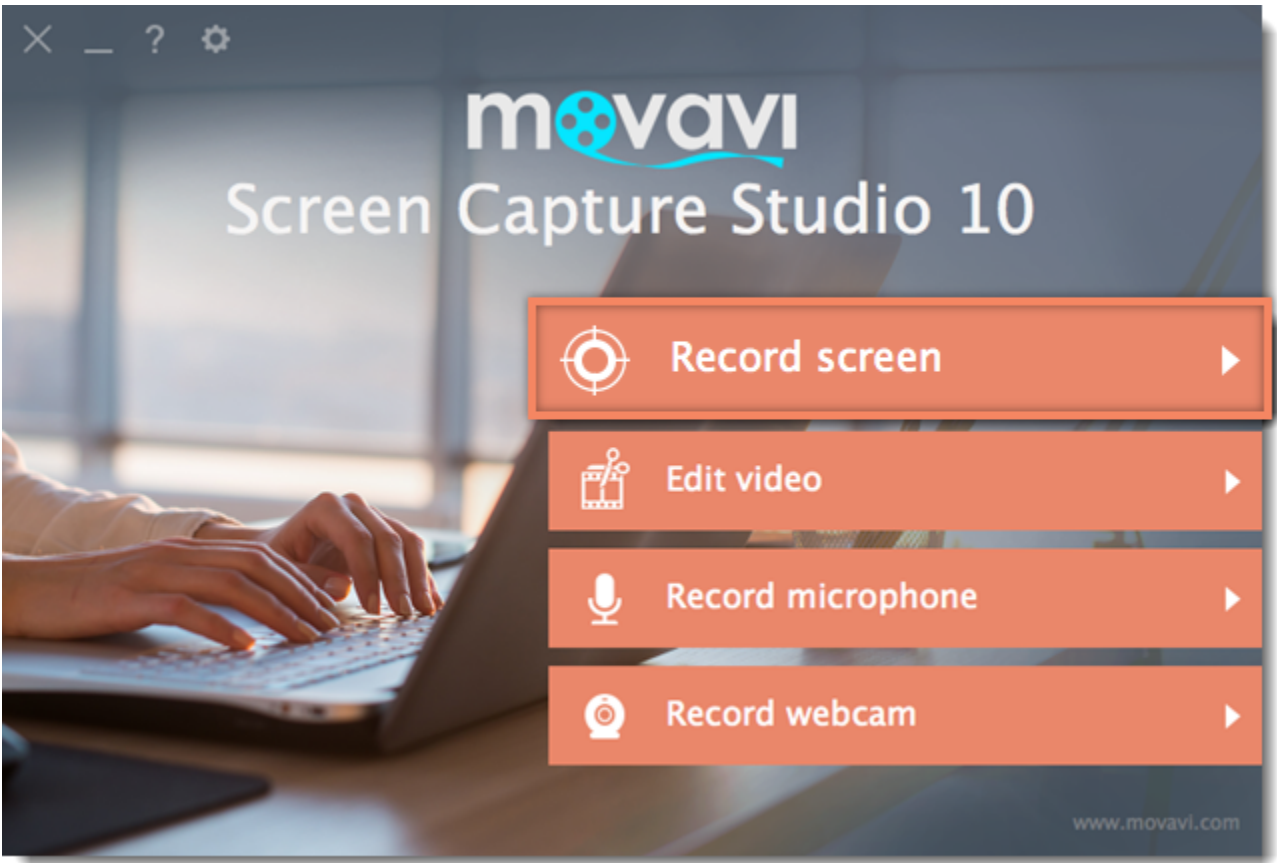 ?
movavi
Screen Capture Studio 10
Record screen
Edit video
Record microphone
Record webcam
www.movavi.com